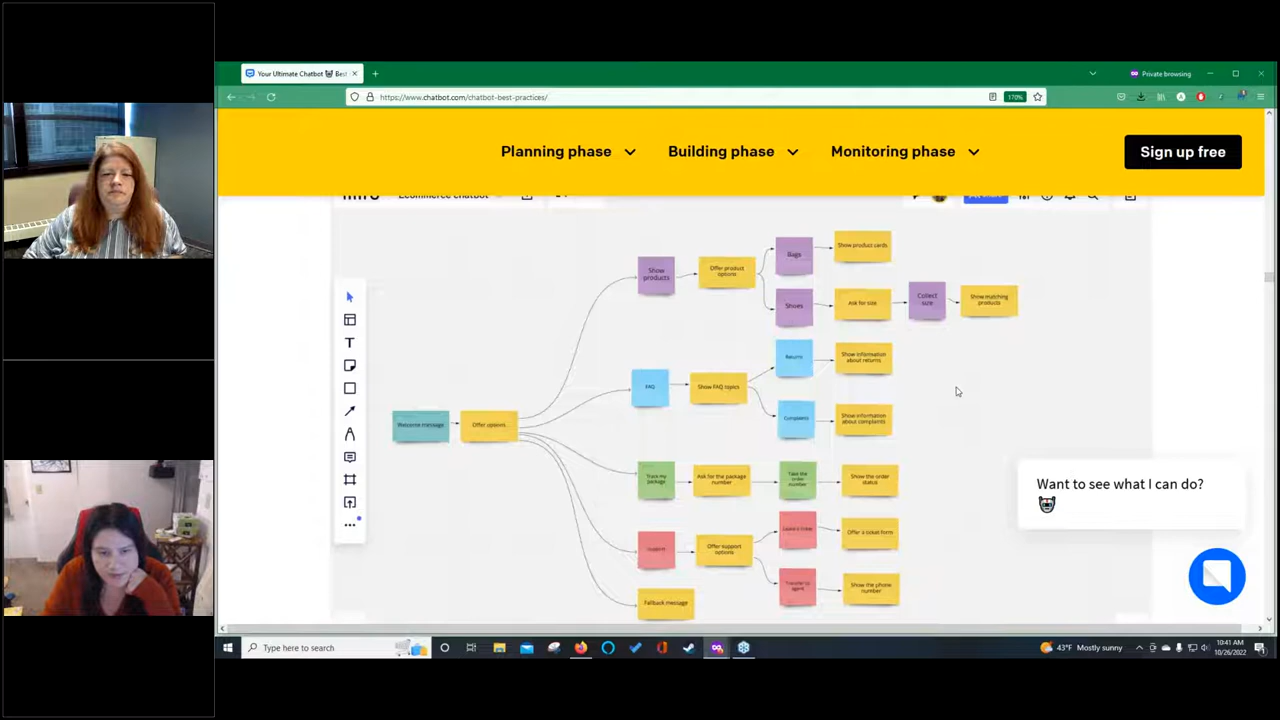 Your Ultimate Chatbot 🤖 Best
Private browsing
https://www.chatbot.com/chatbot-best-practices/
170%
Planning phase
Building phase
Monitoring phase
Sign up free
Ecommerce chatbot
Show
products
Offer product
options
Bags
Show product cards
Shoes
Ask for size
Collect
size
Show matching
products
FAQ
Show FAQ topics
Returns
Show information
about returns
Complaints
Show information
about complaints
Welcome message
Offer options
Track my
package
Ask for the package
number
Take the
order
number
Show the order
status
Support
Offer support
options
Leave a ticket
Offer a ticket form
Transfer to
agent
Show the phone
number
Fallback message
Want to see what I can do?
Type here to search
43°F Mostly sunny
10:41 AM
10/26/2022